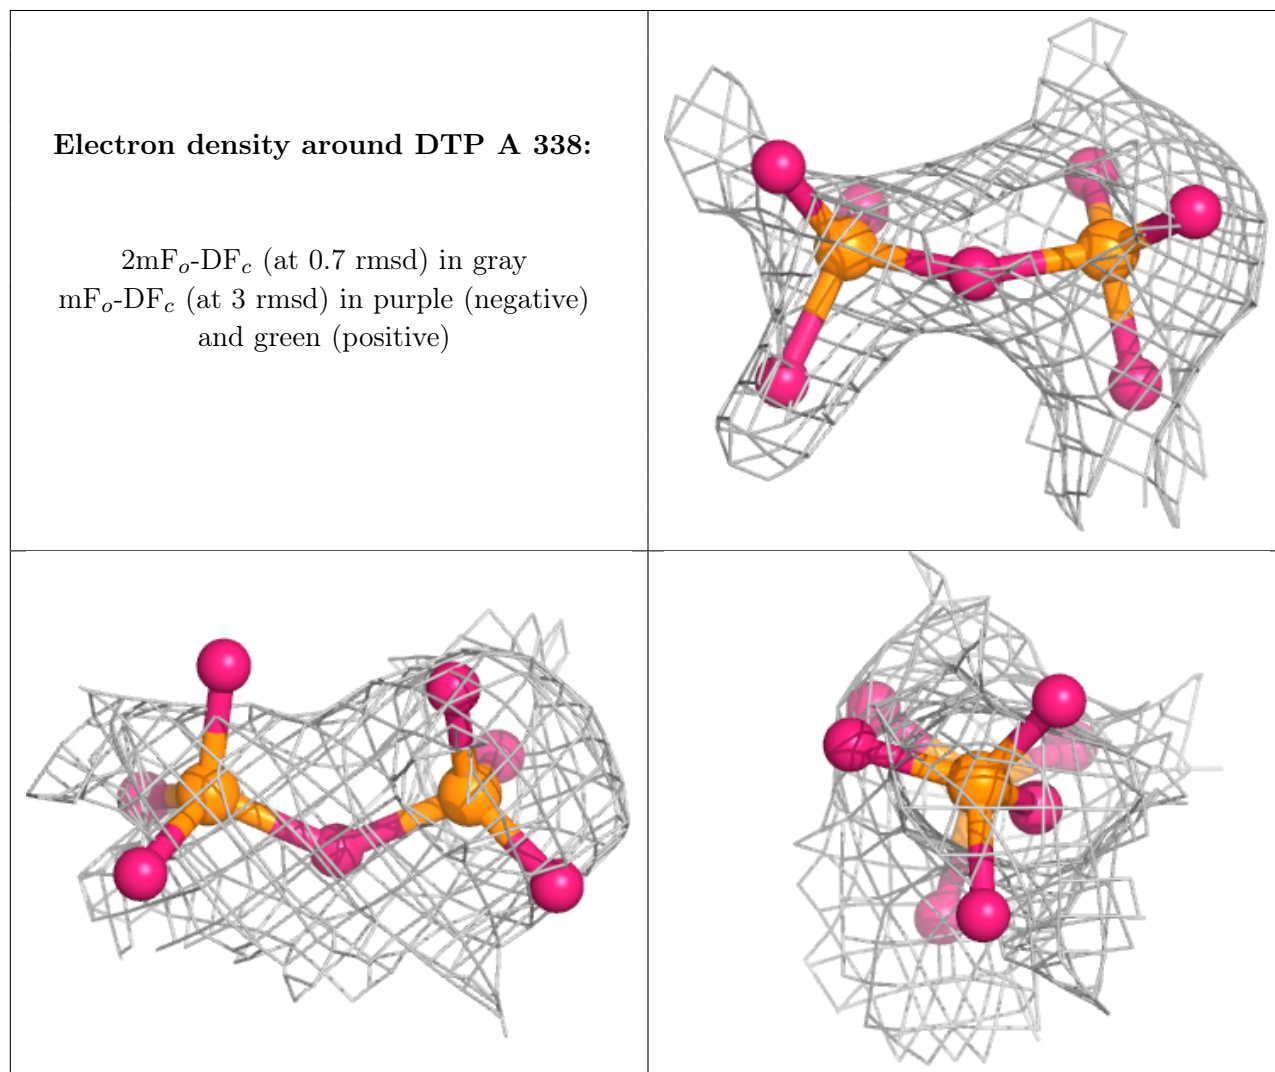 Electron density around DTP A 338:
2mFo-DFc (at 0.7 rmsd) in gray
mFo-DFc (at 3 rmsd) in purple (negative)
and green (positive)